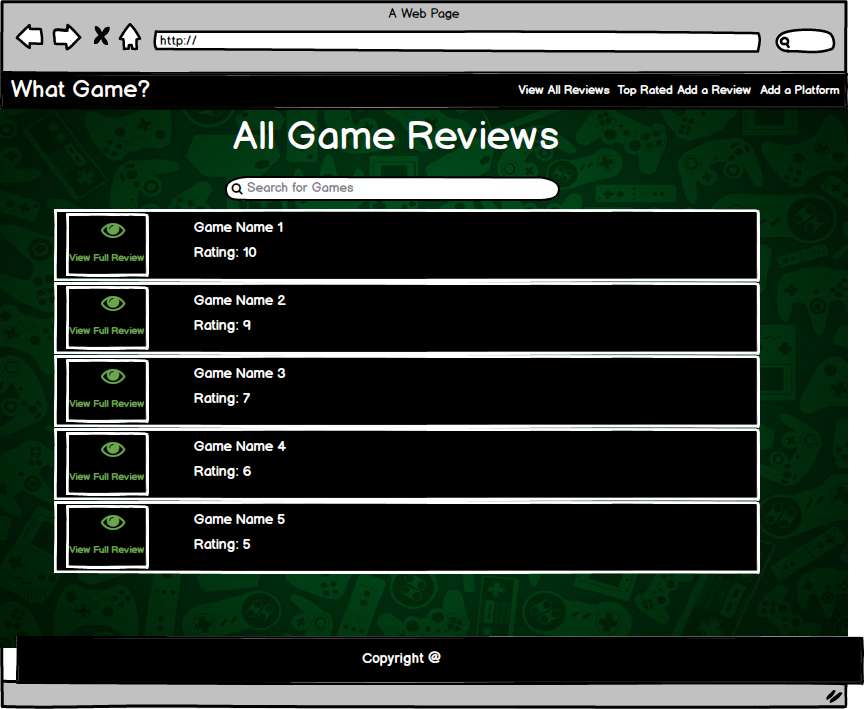 A Web Page
http://
What Game?
View All Reviews Top Rated Add a Review Add a Platform
All Game Reviews
Search for Games
Game Name 1
View Full Review
Rating: 10
Game Name 2
View Full Review
Rating: 9
Game Name 3
View Full Review
Rating: 7
Game Name 4
View Full Review
Rating: 6
Game Name 5
View Full Review
Rating: 5
Copyright @